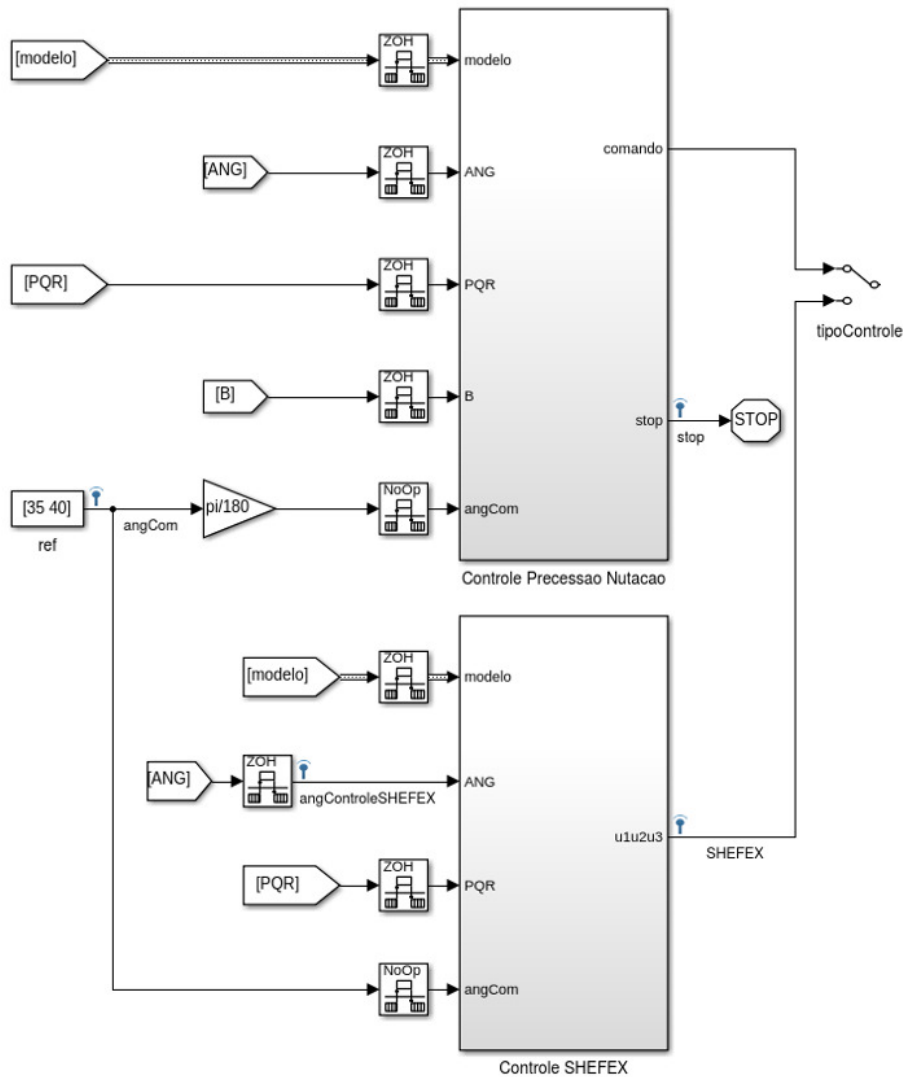 ZOH
[modelo]
modelo
comando
ZOH
[ANG]
ANG
ZOH
[PQR]
PQR
tipoControle
ZOH
[B]
B
stop
STOP
stop
NoOp
[35 40]
pi/180
angCom
angCom
ref
Controle Precessao Nutacao
ZOH
[modelo]
modelo
ZOH
[ANG]
ANG
angControleSHEFEX
u1u2u3
SHEFEX
ZOH
[PQR]
PQR
NoOp
angCom
Controle SHEFEX